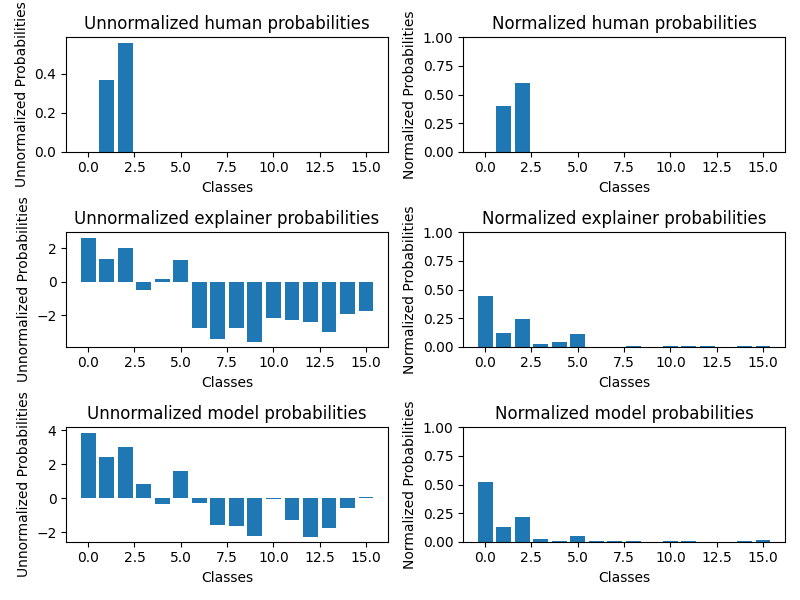 Unnormalized human probabilities
Unnormalized Probabilities
0.4
0.2
0.0
0.0 2.5 5.0 7.5 10.0 12.5 15.0
Classes
Normalized human probabilities
Normalized Probabilities
1.00
0.75
0.50
0.25
0.00
0.0 2.5 5.0 7.5 10.0 12.5 15.0
Classes
Unnormalized explainer probabilities
Unnormalized Probabilities
2
0
−2
0.0 2.5 5.0 7.5 10.0 12.5 15.0
Classes
Normalized explainer probabilities
Normalized Probabilities
1.00
0.75
0.50
0.25
0.00
0.0 2.5 5.0 7.5 10.0 12.5 15.0
Classes
Unnormalized model probabilities
Unnormalized Probabilities
4
2
0
−2
0.0 2.5 5.0 7.5 10.0 12.5 15.0
Classes
Normalized model probabilities
Normalized Probabilities
1.00
0.75
0.50
0.25
0.00
0.0 2.5 5.0 7.5 10.0 12.5 15.0
Classes